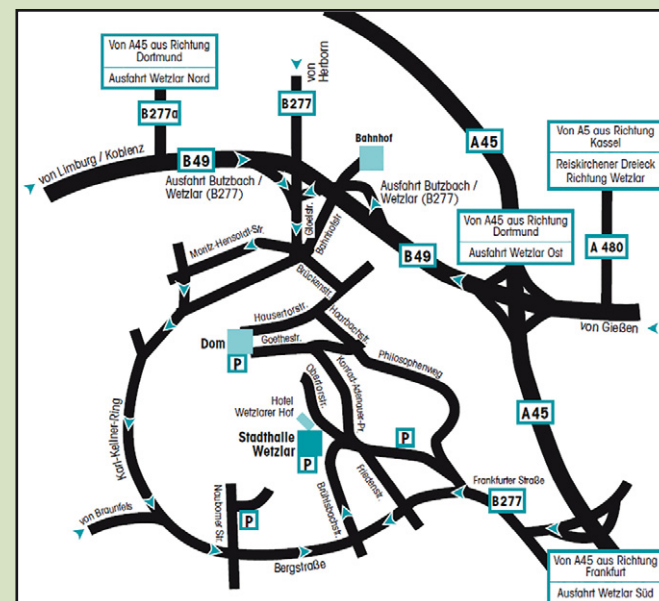 Von A45 aus Richtung
Dortmund
Ausfahrt Wetzlar Nord
B277a
von Herborn
B277
Bahnhof
A45
Von A5 aus Richtung
Kassel
Reiskirchener Dreieck
Richtung Wetzlar
von Limburg / Koblenz
B49
Ausfahrt Butzbach /
Wetzlar (B277)
Ausfahrt Butzbach /
Wetzlar (B277)
Gloelstr.
Bahnhofstr
Von A45 aus Richtung
Dortmund
Ausfahrt Wetzlar Ost
A 480
Moritz-Hensoldt-Str.
B49
Brückenstr.
von Gießen
Hausertorstr.
Haarbachstr.
Dom
Goethestr.
P
Philosophenweg
Konrad-Adenauer-Pr.
Obertorstr.
Hotel
Wetzlarer Hof
A45
Karl-Kellner-Ring
Stadthalle
Wetzlar
P
P
Friedenstr.
Frankfurter Straße
B277
Brühlsbachstr.
Nauborner Str.
P
von Braunfels
Bergstraße
Von A45 aus Richtung
Frankfurt
Ausfahrt Wetzlar Süd